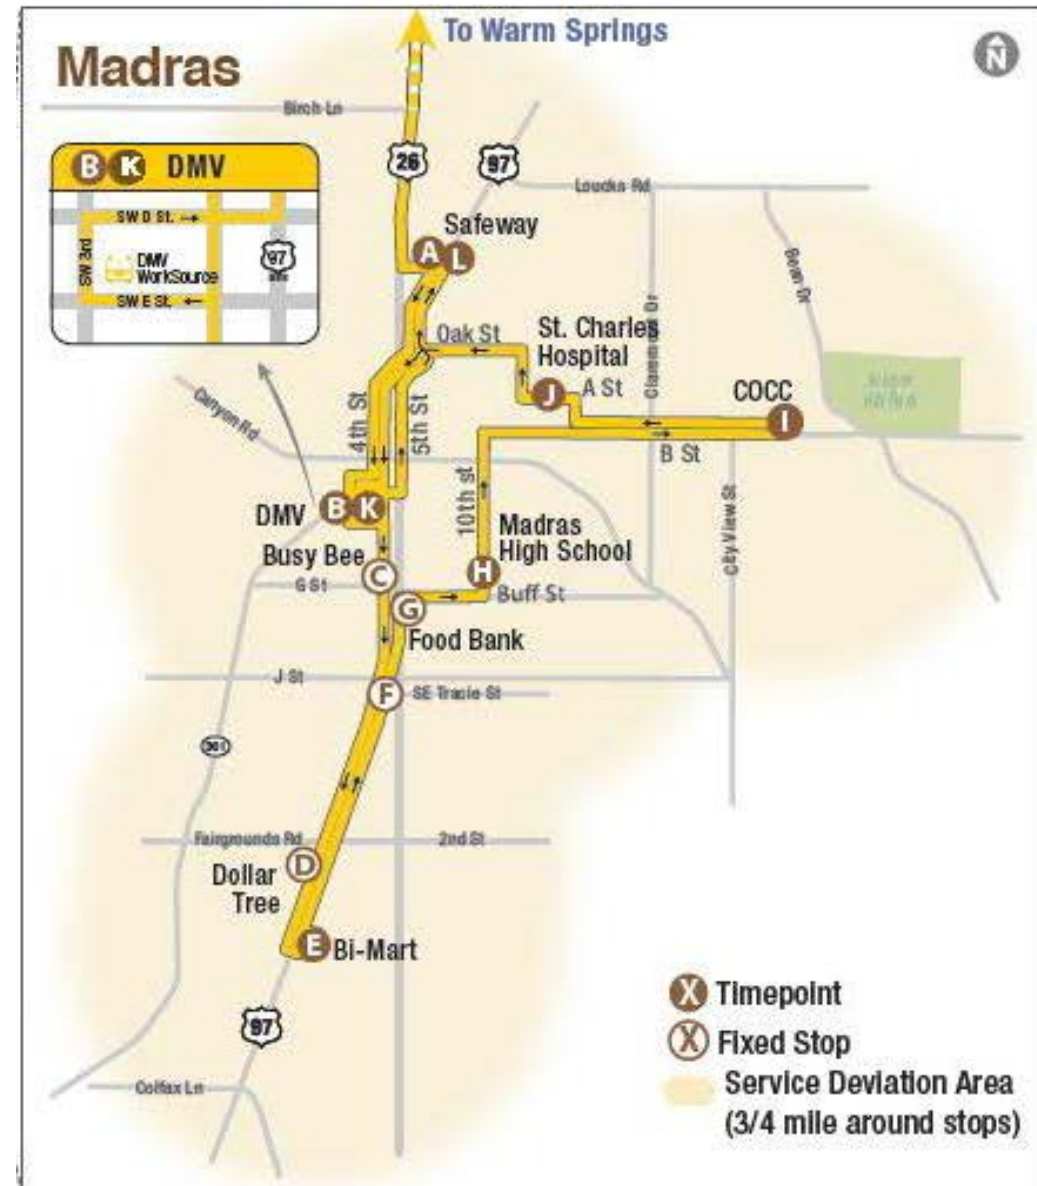 To Warm Springs
Madras
N
Birch Ln
B K DMV
SW D St.
SW 3rd
DMV
WorkSource
SW E St.
97
26
97
Loucks Rd
Safeway
A L
Oak St
St. Charles
Hospital
J
A St
COCC
I
B St
Canyon Rd
4th St
5th St
10th st
City View St
DMV
B K
Busy Bee
C
G St
Madras
High School
H
Buff St
G
Food Bank
J St
F
SE Tracie St
361
Fairgrounds Rd
2nd St
D
Dollar
Tree
E Bi-Mart
97
Colfax Ln
X Timepoint
X Fixed Stop
Service Deviation Area
(3/4 mile around stops)